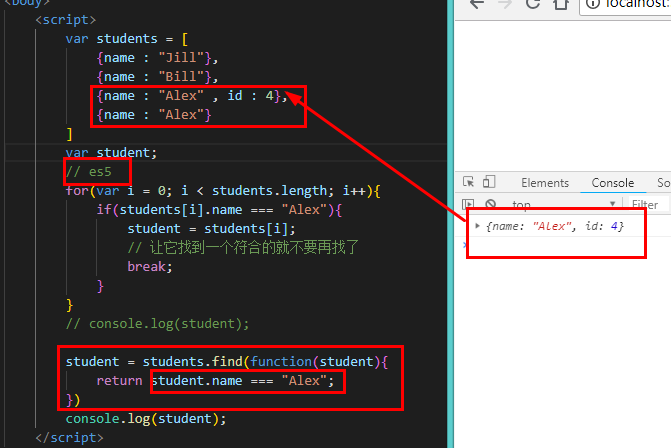 <body>
<script>
var students = [
{name : "Jill"},
{name : "Bill"},
{name : "Alex" , id : 4},
{name : "Alex"}
]
var student;
// es5
for(var i = 0; i < students.length; i++){
if(students[i].name === "Alex"){
student = students[i];
// 让它找到一个符合的就不要再找了
break;
}
}
// console.log(student);
student = students.find(function(student){
return student.name === "Alex";
})
console.log(student);
</script>
localhost:
Elements Console So
top Filter
{name: "Alex", id: 4}